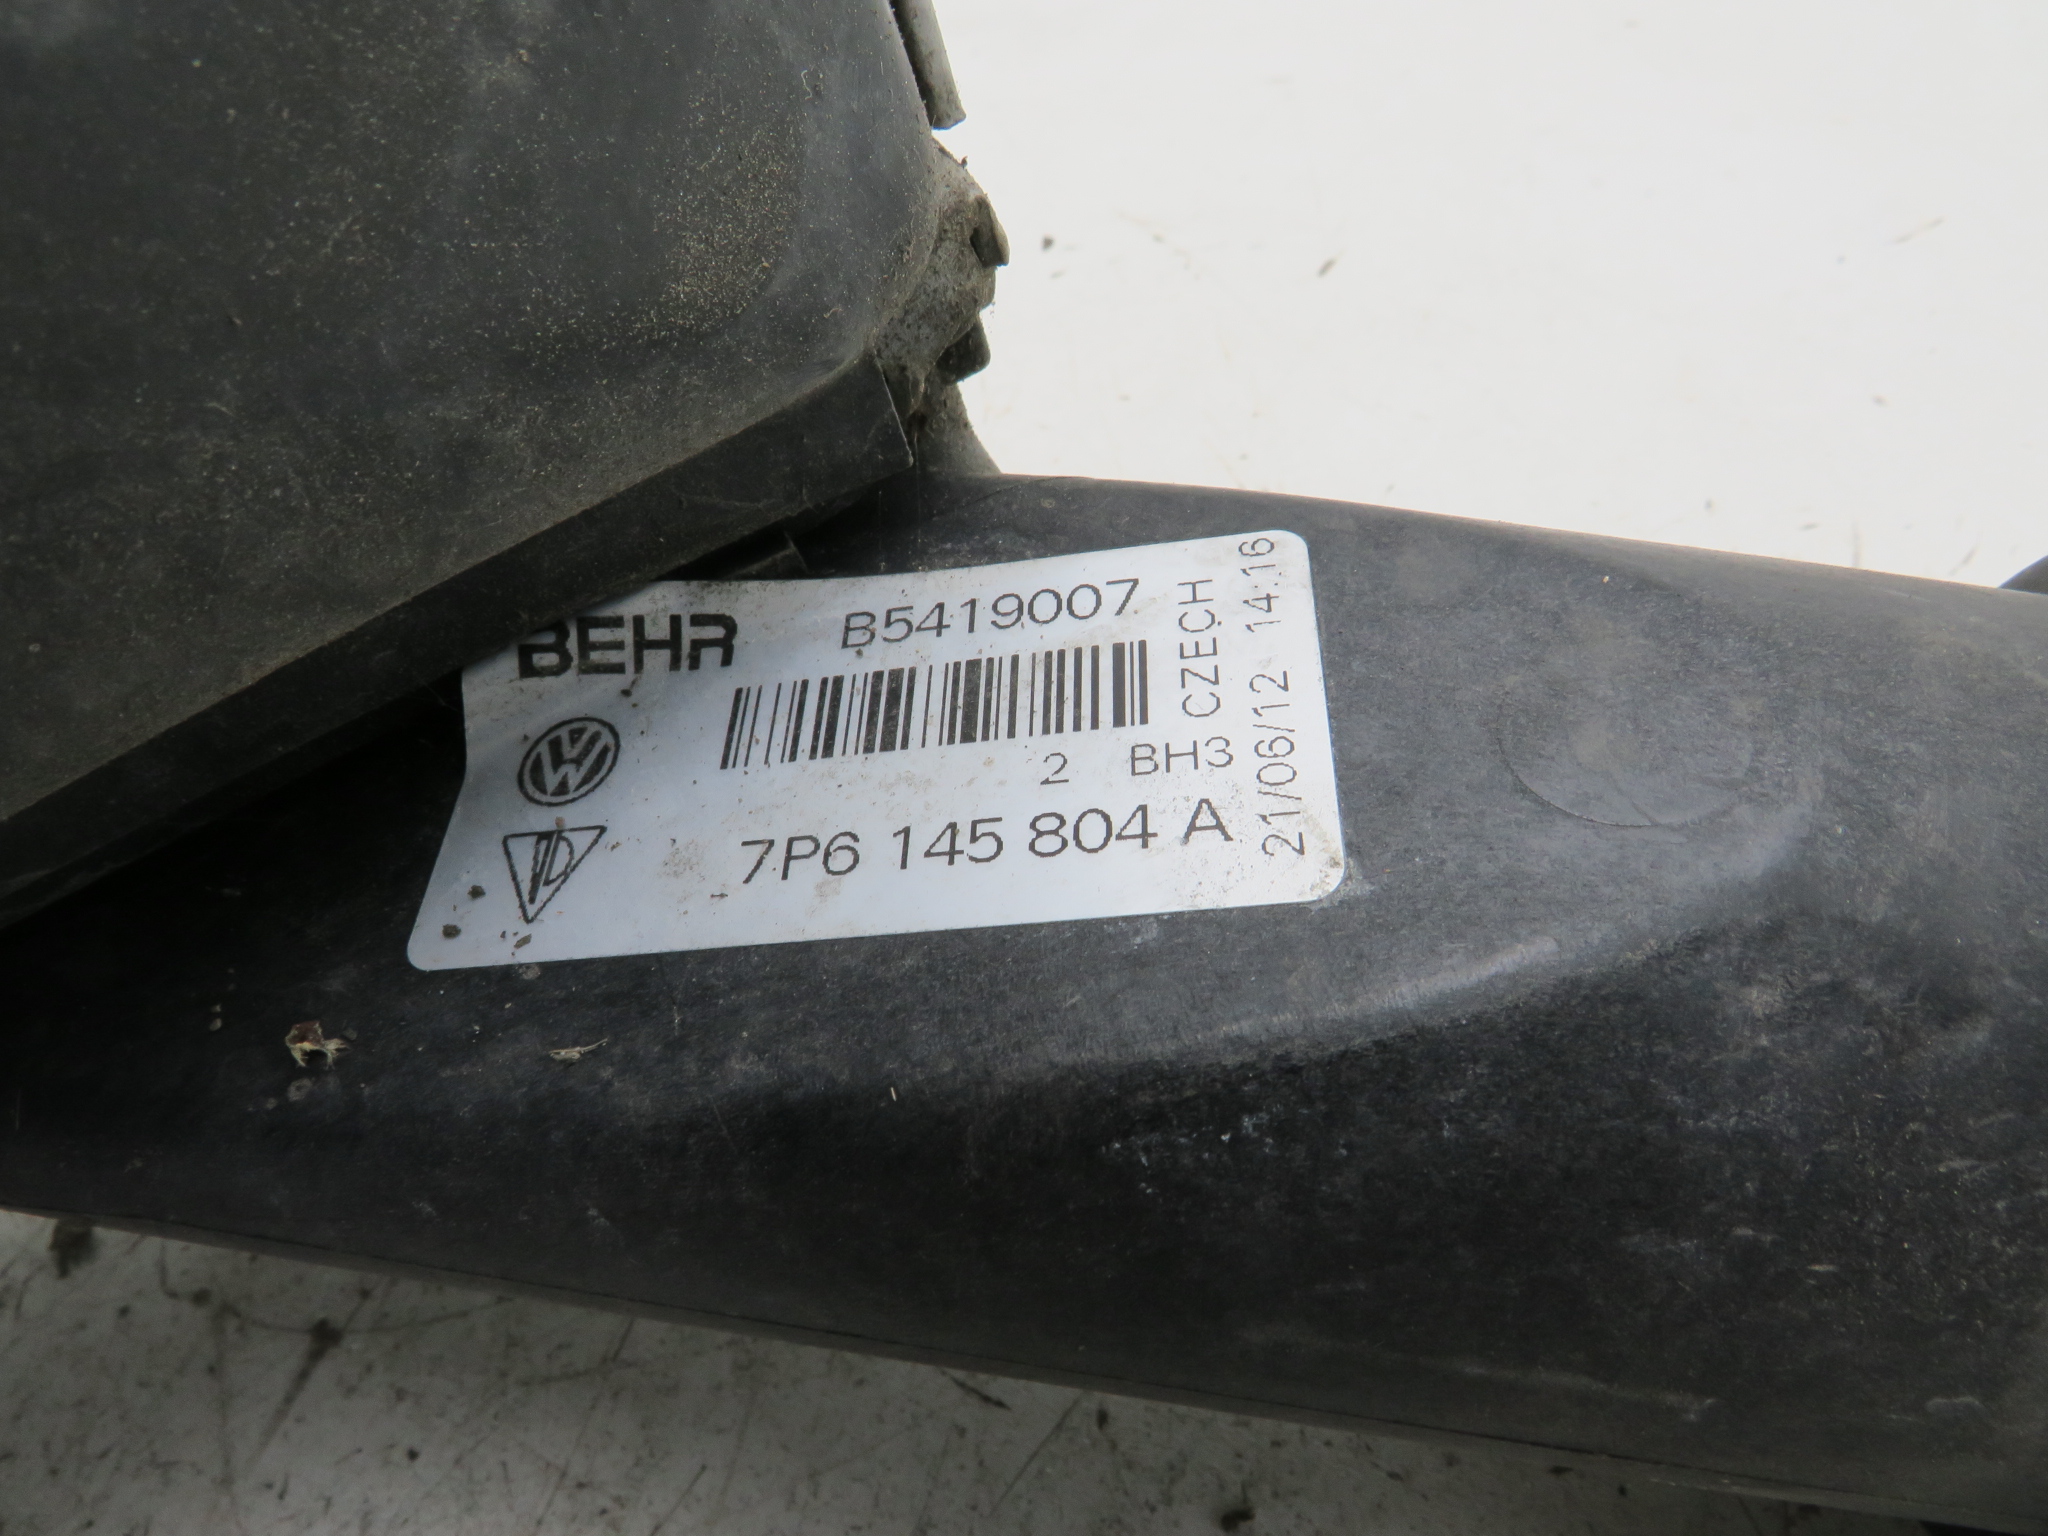 BEHR
B5419007
CZECH
21/06/12 14:16
2 BH3
7P6 145 804 A